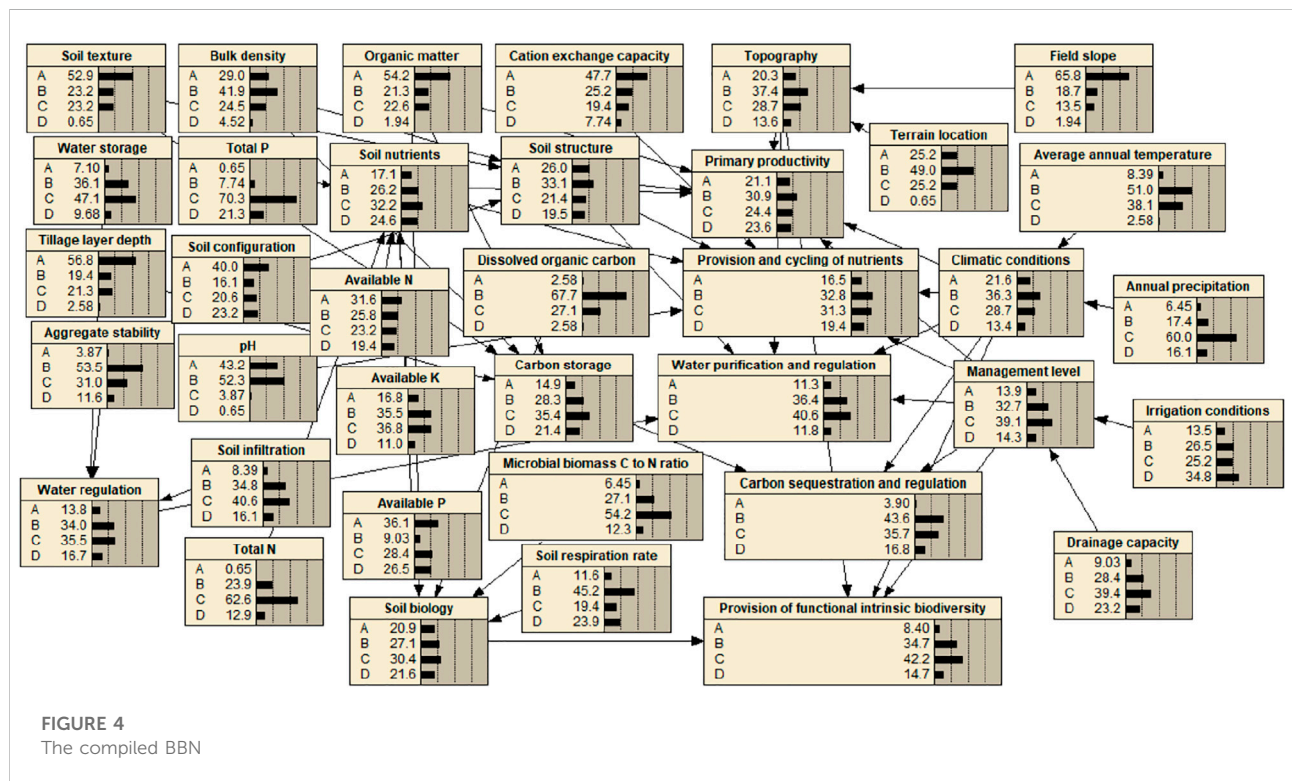 Soil texture
A 52.9
B 23.2
C 23.2
D 0.65
Bulk density
A 29.0
B 41.9
C 24.5
D 4.52
Organic matter
A 54.2
B 21.3
C 22.6
D 1.94
Cation exchange capacity
A 47.7
B 25.2
C 19.4
D 7.74
Topography
A 20.3
B 37.4
C 28.7
D 13.6
Field slope
A 65.8
B 18.7
C 13.5
D 1.94
Water storage
A 7.10
B 36.1
C 47.1
D 9.68
Total P
A 0.65
B 7.74
C 70.3
D 21.3
Soil nutrients
A 17.1
B 26.2
C 32.2
D 24.6
Soil structure
A 26.0
B 33.1
C 21.4
D 19.5
Primary productivity
A 21.1
B 30.9
C 24.4
D 23.6
Terrain location
A 25.2
B 49.0
C 25.2
D 0.65
Average annual temperature
A 8.39
B 51.0
C 38.1
D 2.58
Tillage layer depth
A 56.8
B 19.4
C 21.3
D 2.58
Soil configuration
A 40.0
B 16.1
C 20.6
D 23.2
Available N
A 31.6
B 25.8
C 23.2
D 19.4
Dissolved organic carbon
A 2.58
B 67.7
C 27.1
D 2.58
Provision and cycling of nutrients
A 16.5
B 32.8
C 31.3
D 19.4
Climatic conditions
A 21.6
B 36.3
C 28.7
D 13.4
Annual precipitation
A 6.45
B 17.4
C 60.0
D 16.1
Aggregate stability
A 3.87
B 53.5
C 31.0
D 11.6
pH
A 43.2
B 52.3
C 3.87
D 0.65
Available K
A 16.8
B 35.5
C 36.8
D 11.0
Carbon storage
A 14.9
B 28.3
C 35.4
D 21.4
Water purification and regulation
A 11.3
B 36.4
C 40.6
D 11.8
Management level
A 13.9
B 32.7
C 39.1
D 14.3
Irrigation conditions
A 13.5
B 26.5
C 25.2
D 34.8
Soil infiltration
A 8.39
B 34.8
C 40.6
D 16.1
Microbial biomass C to N ratio
A 6.45
B 27.1
C 54.2
D 12.3
Water regulation
A 13.8
B 34.0
C 35.5
D 16.7
Available P
A 36.1
B 9.03
C 28.4
D 26.5
Carbon sequestration and regulation
A 3.90
B 43.6
C 35.7
D 16.8
Total N
A 0.65
B 23.9
C 62.6
D 12.9
Soil respiration rate
A 11.6
B 45.2
C 19.4
D 23.9
Drainage capacity
A 9.03
B 28.4
C 39.4
D 23.2
Soil biology
A 20.9
B 27.1
C 30.4
D 21.6
Provision of functional intrinsic biodiversity
A 8.40
B 34.7
C 42.2
D 14.7
FIGURE 4
The compiled BBN